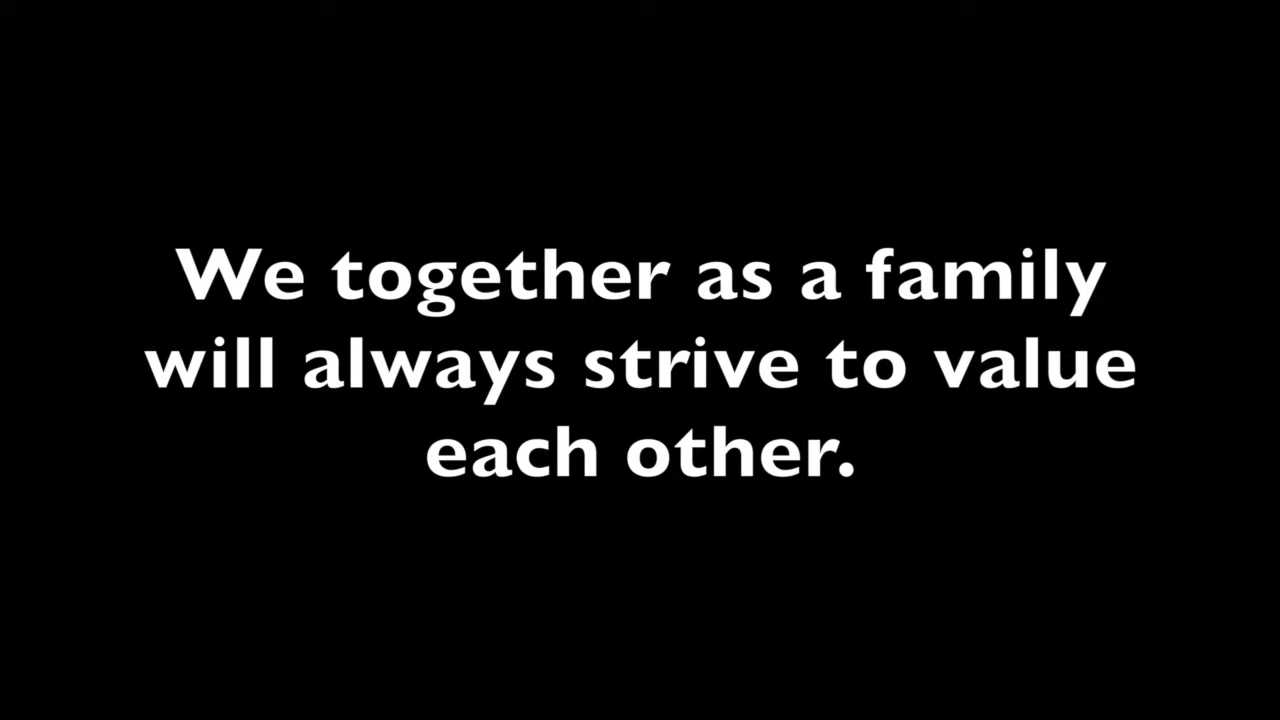 We together as a family
will always strive to value
each other.